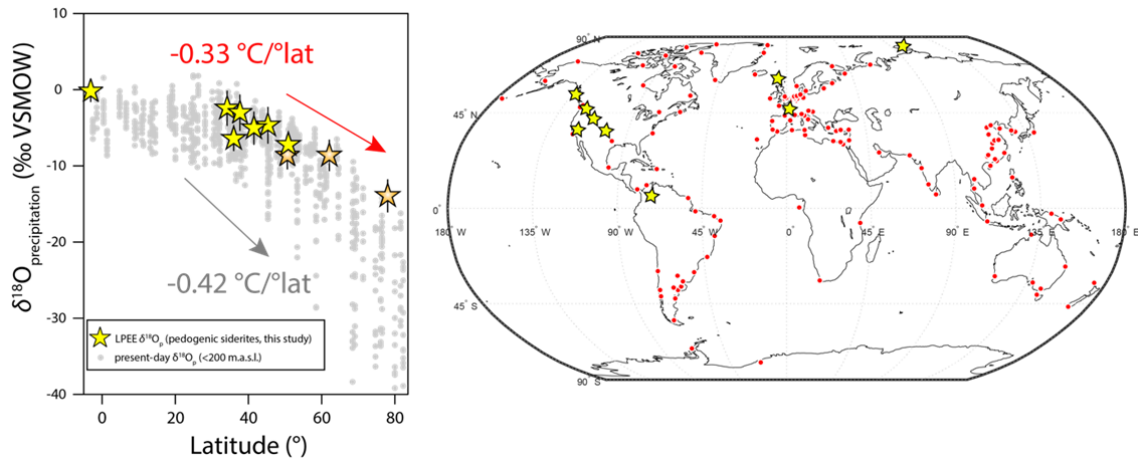 10
0
-10
-20
-30
-40
0
20
40
60
80
δ¹⁸Oprecipitation (‰ VSMOW)
Latitude (°)
-0.33 °C/°lat
-0.42 °C/°lat
LPEE δ¹⁸Oₚ (pedogenic siderites, this study)
present-day δ¹⁸Oₚ (<200 m.a.s.l.)
90° N
45° N
0°
180° W
135° W
90° W
45° W
0°
45° E
90° E
135° E
180° E
45° S
90° S